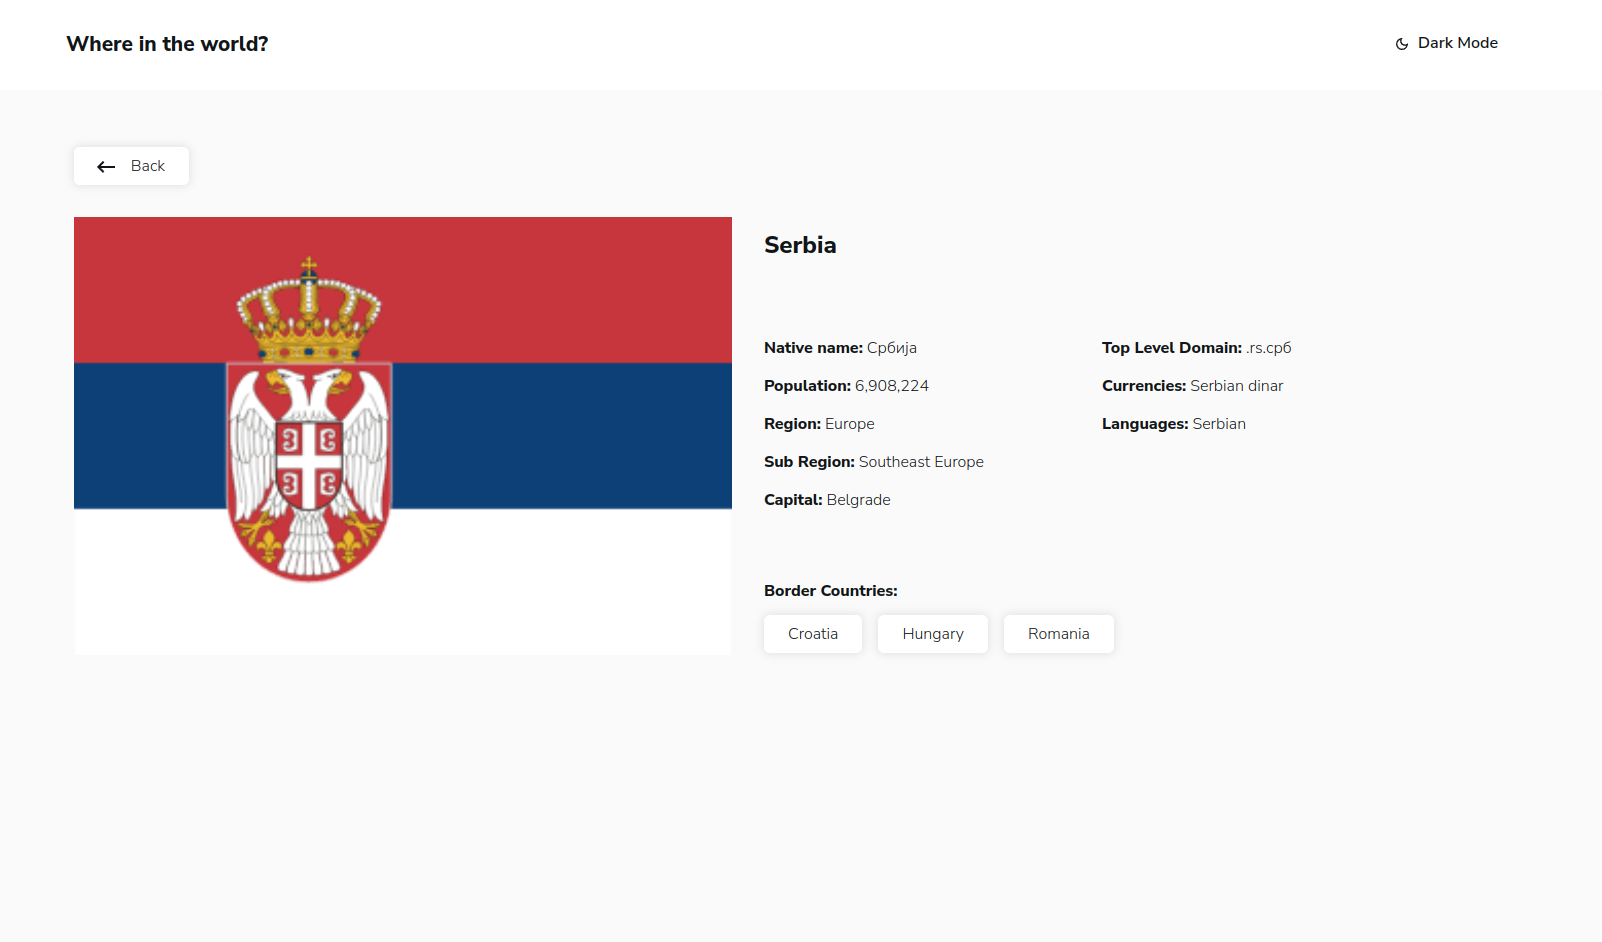 Where in the world?
Dark Mode
Back
Serbia
Native name: Србија
Population: 6,908,224
Region: Europe
Sub Region: Southeast Europe
Capital: Belgrade
Top Level Domain: .rs.срб
Currencies: Serbian dinar
Languages: Serbian
Border Countries:
Croatia
Hungary
Romania